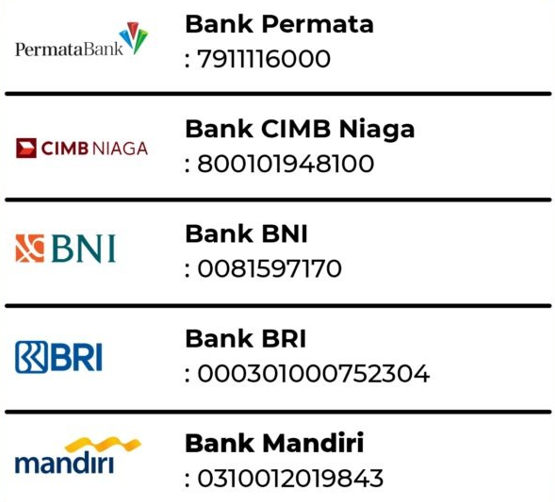 PermataBank
Bank Permata
: 7911116000
CIMB NIAGA
Bank CIMB Niaga
: 800101948100
BNI
Bank BNI
: 0081597170
BRI
Bank BRI
: 000301000752304
mandiri
Bank Mandiri
: 0310012019843